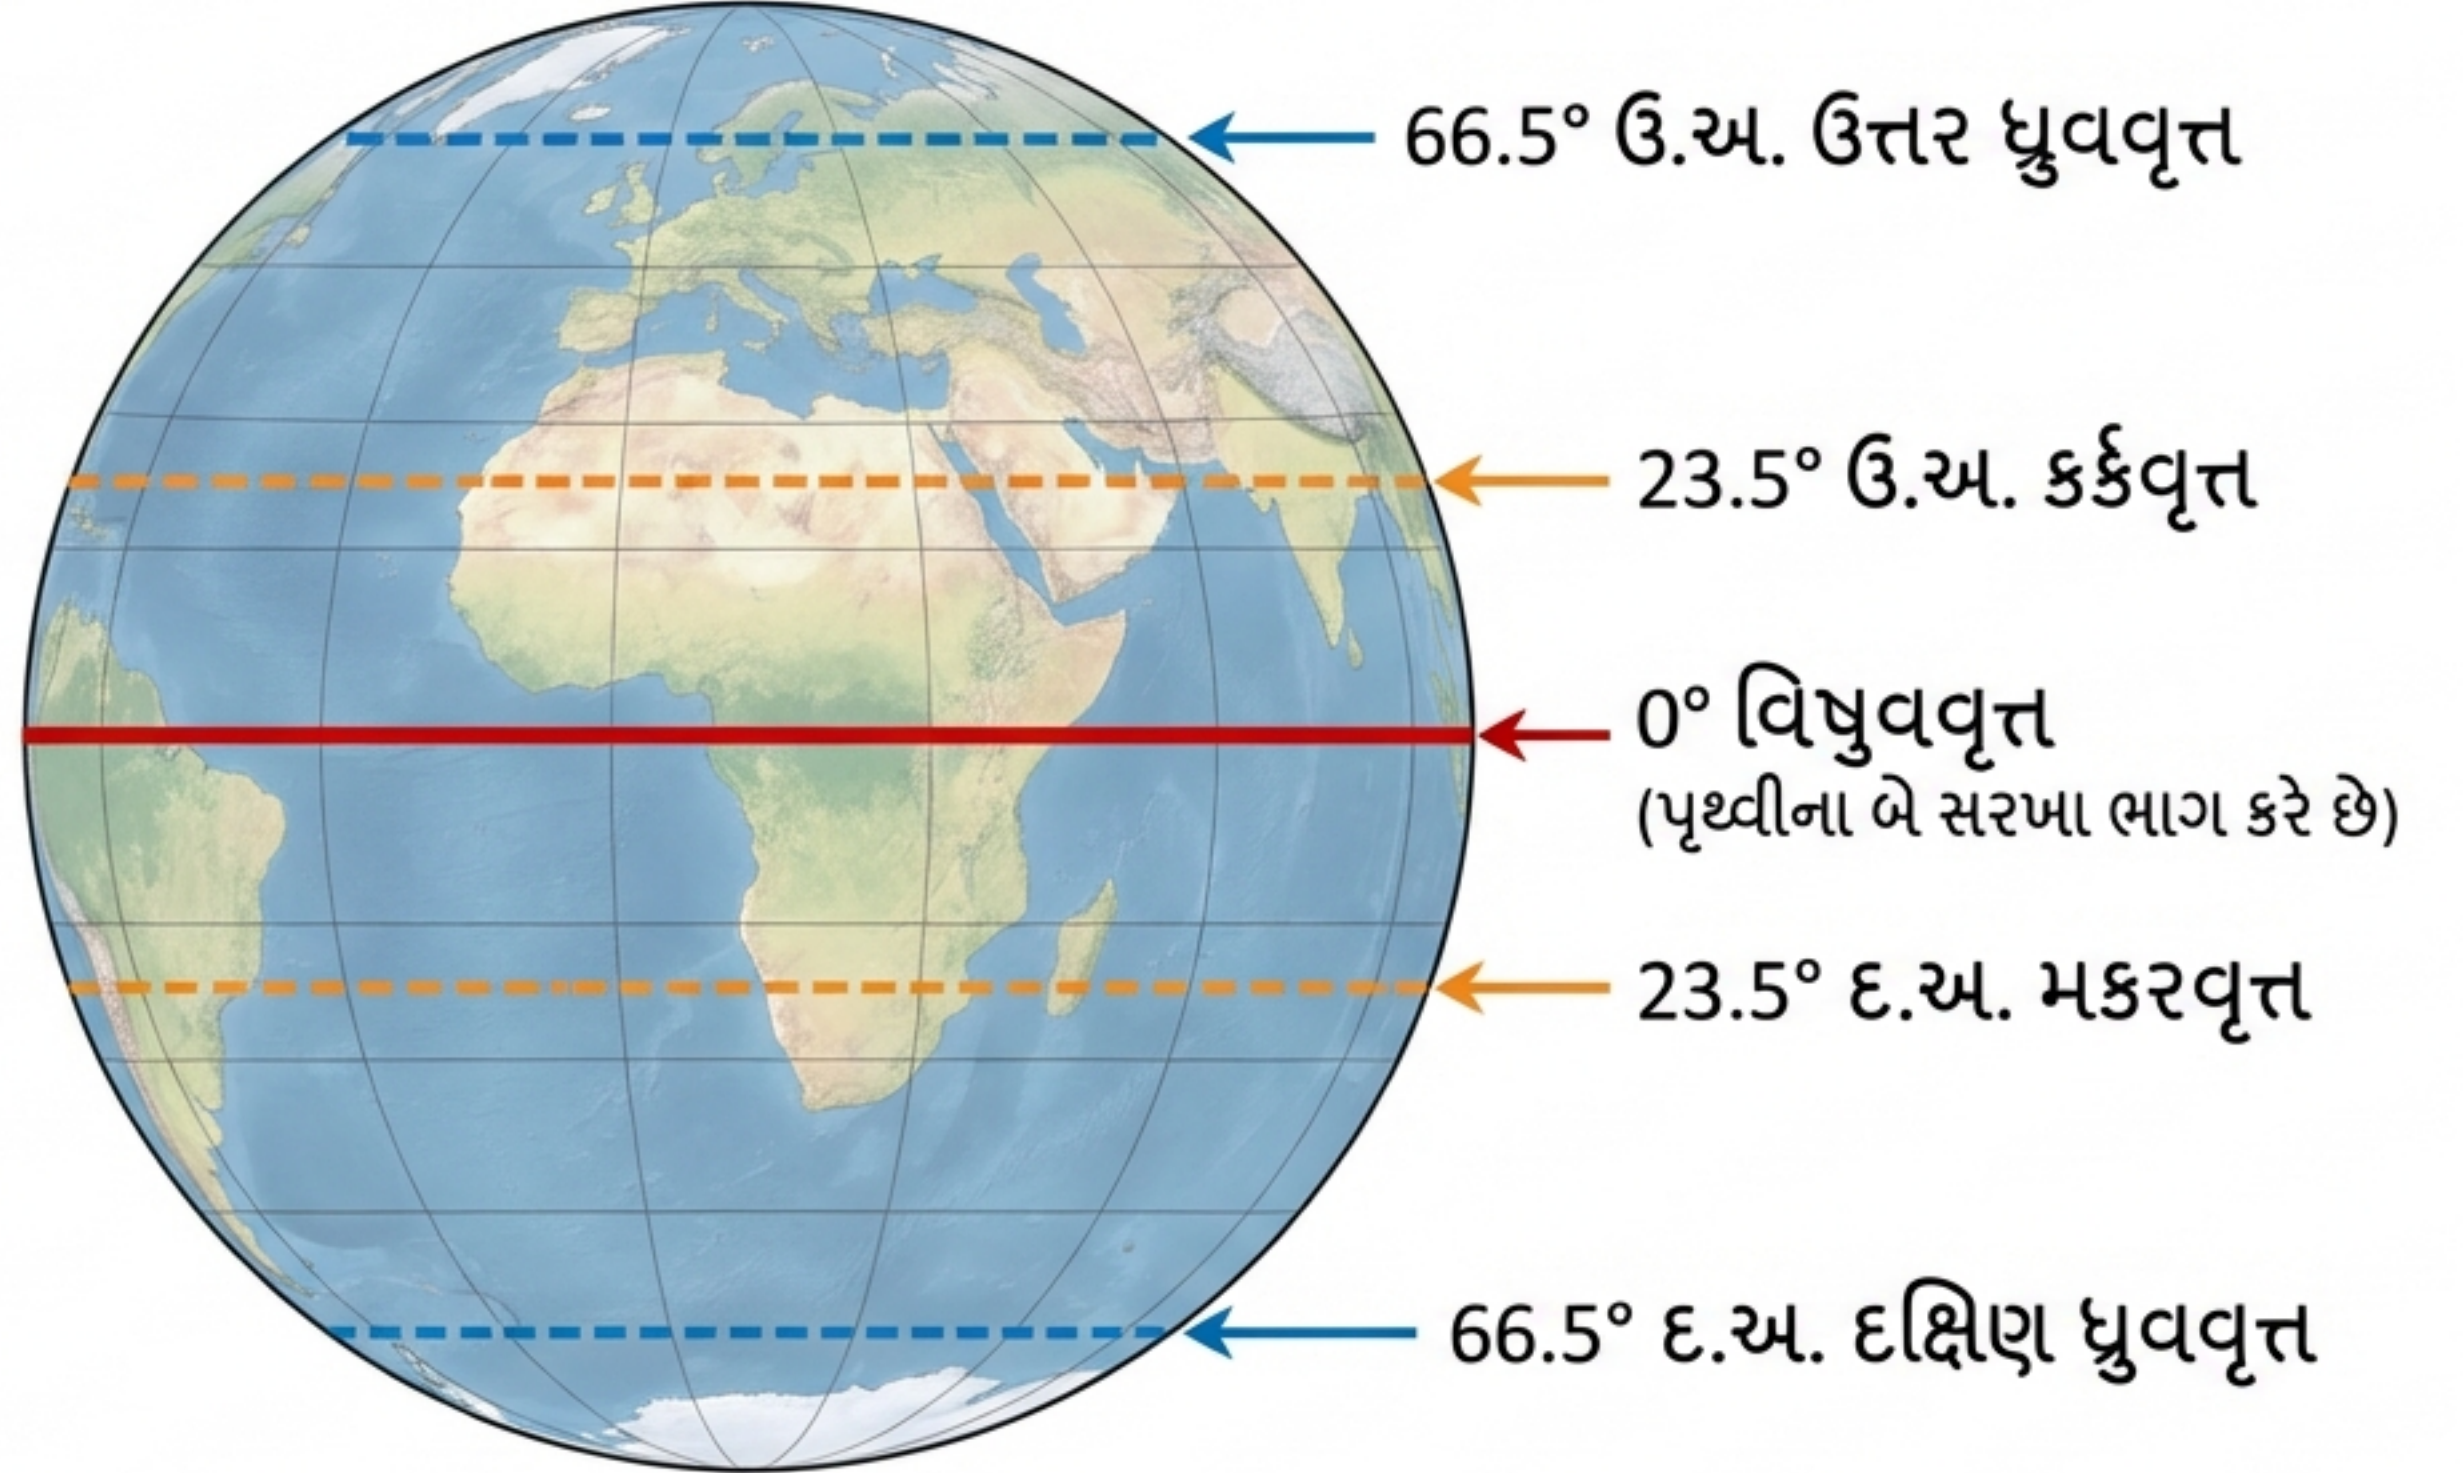 66.5° ઉ.અ. ઉત્તર ધ્રુવવૃત્ત
23.5° ઉ.અ. કર્કવૃત્ત
0° વિષુવવૃત્ત
(પૃથ્વીના બે સરખા ભાગ કરે છે)
23.5° દ.અ. મકરવૃત્ત
66.5° દ.અ. દક્ષિણ ધ્રુવવૃત્ત